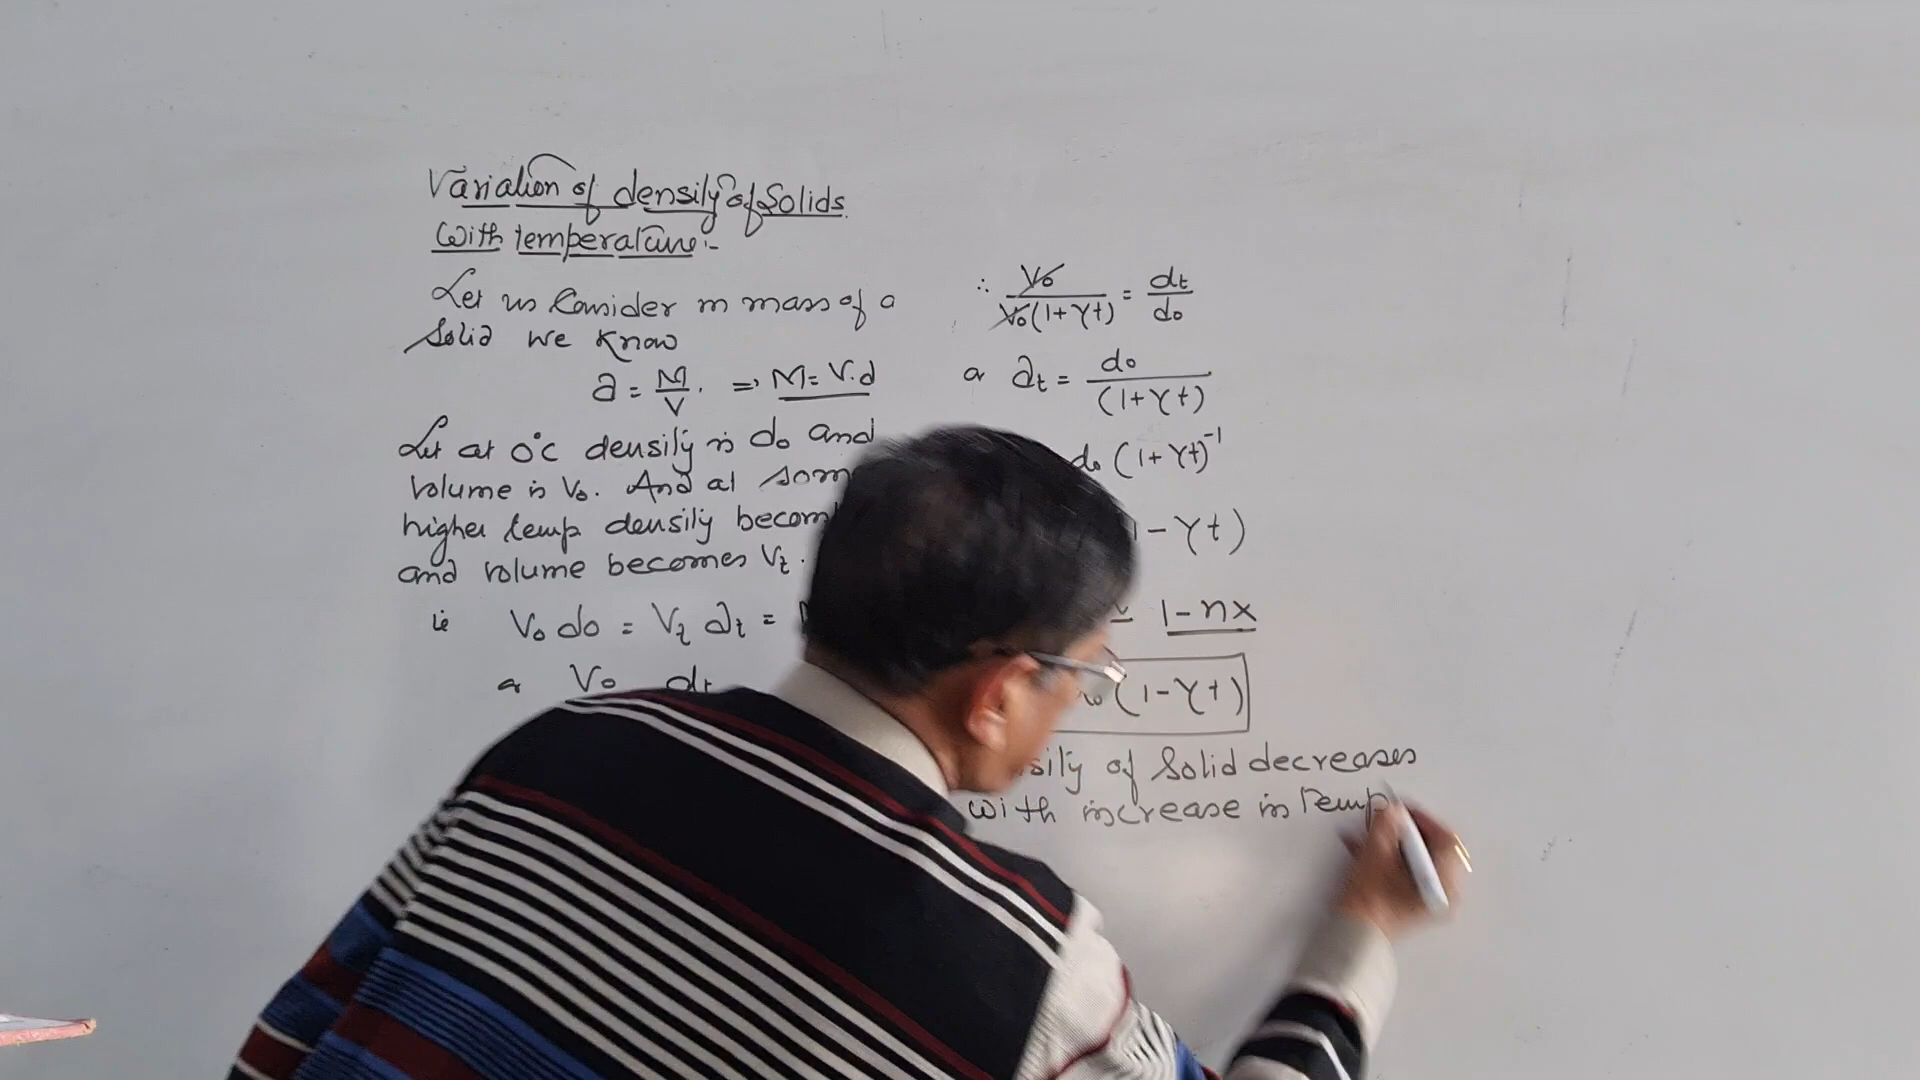 Variation of density of Solids
with temperature :-
Let us Consider m mass of a
Solid we know
d = M/V. => M = V.d
Let at 0°c density is do and
volume is Vo. And at som
higher temp density becom
and volume becomes Vt.
ie Vo do = Vt dt =
or Vo dt
∴ Vo/Vo(1+γt) = dt/do
or dt = do/(1+γt)
do (1+γt)⁻¹
1-γt)
1-nx
(1-γt)
sity of Solid decreases
with increase in Temp